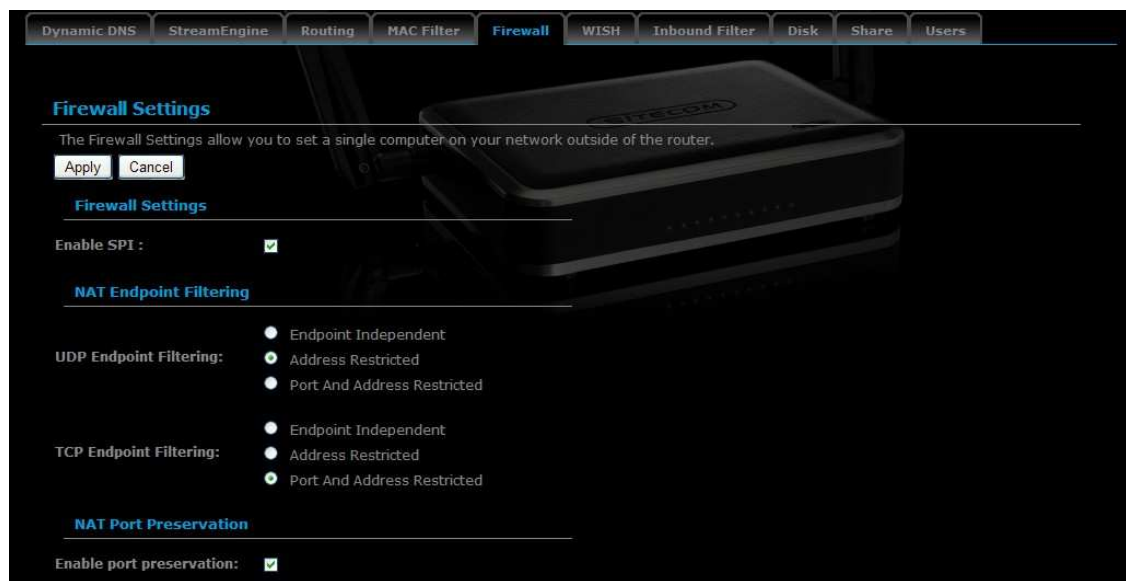 Dynamic DNS StreamEngine Routing MAC Filter Firewall WISH Inbound Filter Disk Share Users
SITECOM
Firewall Settings
The Firewall Settings allow you to set a single computer on your network outside of the router.
Apply Cancel
Firewall Settings
Enable SPI :
NAT Endpoint Filtering
UDP Endpoint Filtering:
Endpoint Independent
Address Restricted
Port And Address Restricted
TCP Endpoint Filtering:
Endpoint Independent
Address Restricted
Port And Address Restricted
NAT Port Preservation
Enable port preservation: